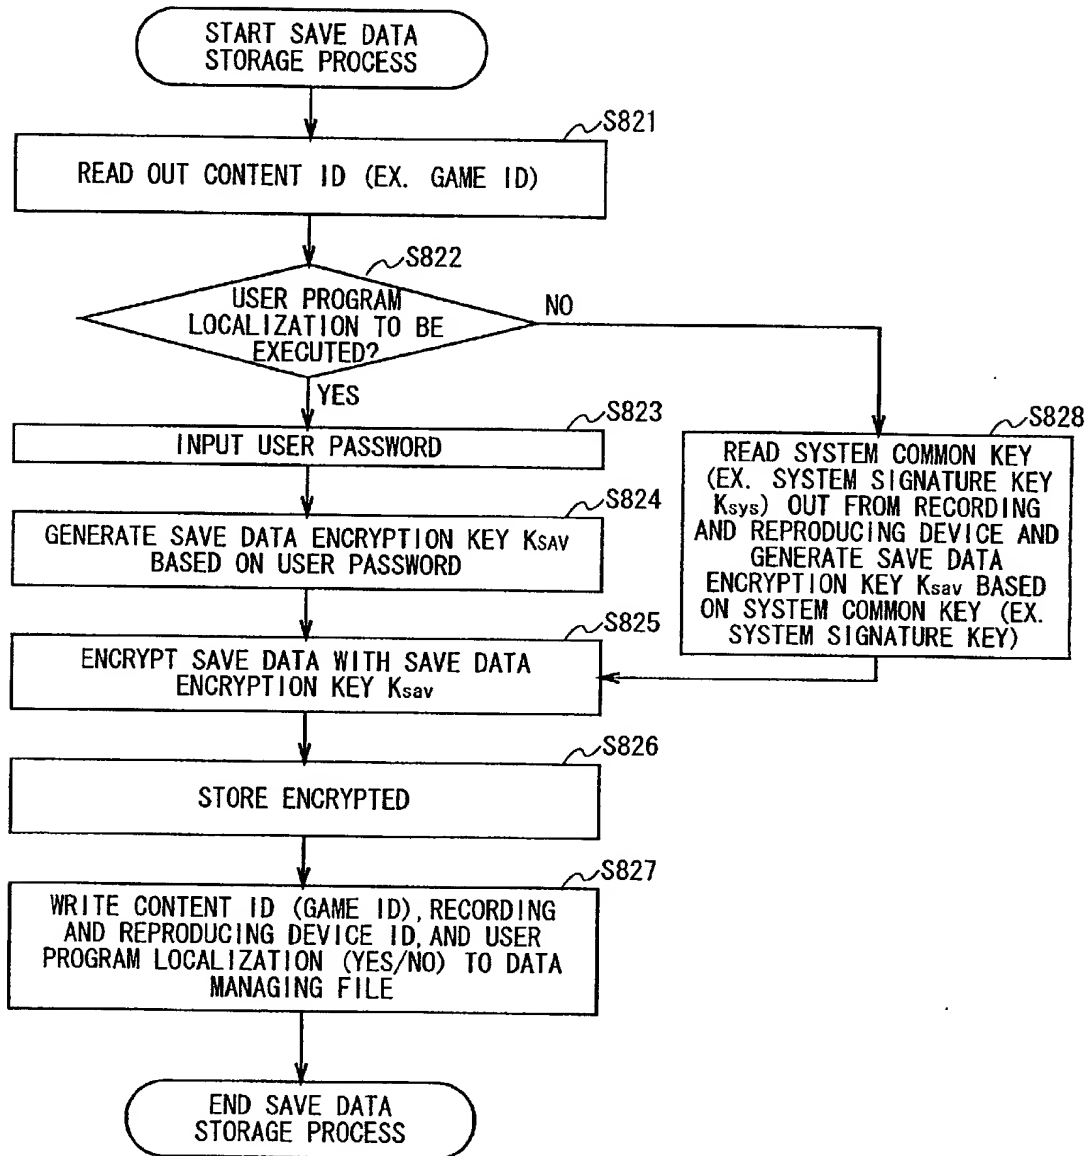 START SAVE DATA
STORAGE PROCESS
S821
READ OUT CONTENT ID (EX. GAME ID)
S822
USER PROGRAM
LOCALIZATION TO BE
EXECUTED?
NO
YES
S823
INPUT USER PASSWORD
S824
GENERATE SAVE DATA ENCRYPTION KEY KSAV
BASED ON USER PASSWORD
S828
READ SYSTEM COMMON KEY
(EX. SYSTEM SIGNATURE KEY
Ksys) OUT FROM RECORDING
AND REPRODUCING DEVICE AND
GENERATE SAVE DATA
ENCRYPTION KEY Ksav BASED
ON SYSTEM COMMON KEY (EX.
SYSTEM SIGNATURE KEY)
S825
ENCRYPT SAVE DATA WITH SAVE DATA
ENCRYPTION KEY Ksav
S826
STORE ENCRYPTED
S827
WRITE CONTENT ID (GAME ID), RECORDING
AND REPRODUCING DEVICE ID, AND USER
PROGRAM LOCALIZATION (YES/NO) TO DATA
MANAGING FILE
END SAVE DATA
STORAGE PROCESS